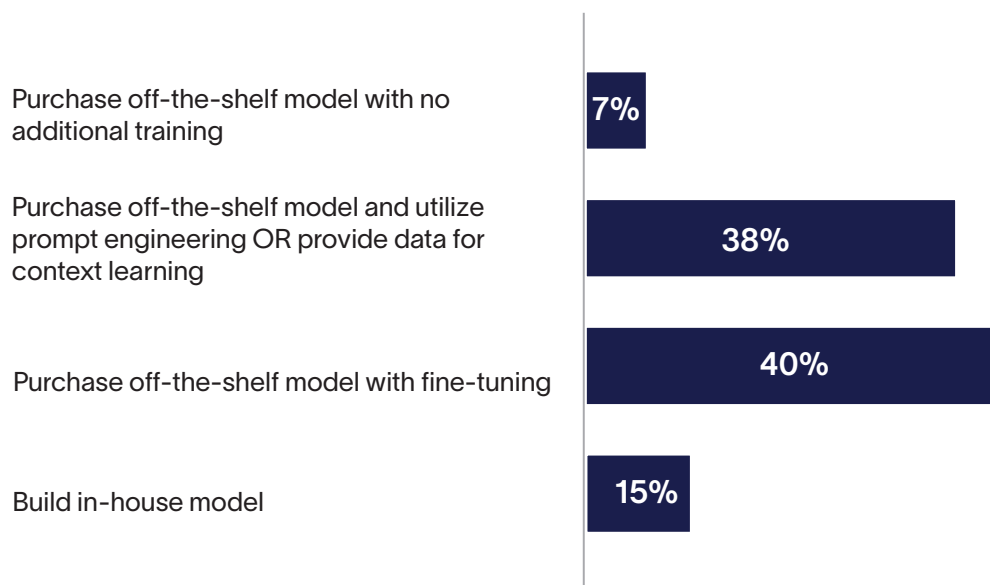 Purchase off-the-shelf model with no
additional training
7%
Purchase off-the-shelf model and utilize
prompt engineering OR provide data for
context learning
38%
Purchase off-the-shelf model with fine-tuning
40%
Build in-house model
15%